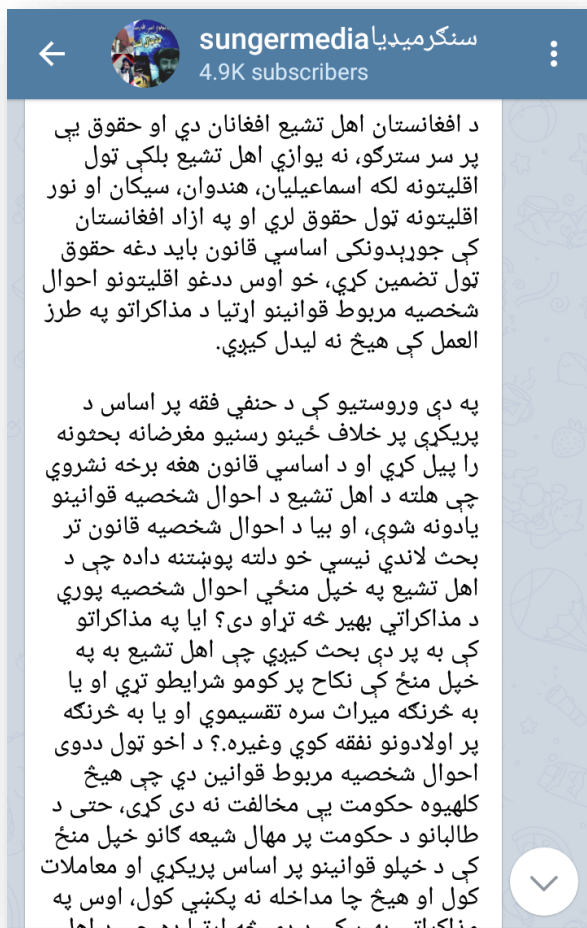 sungermediaسنګرمیډیا
4.9K subscribers
د افغانستان اهل تشیع افغانان دي او حقوق یې
پر سر سترګو، نه یوازي اهل تشیع بلکې ټول
اقلیتونه لکه اسماعیلیان، هندوان، سیکان او نور
اقلیتونه ټول حقوق لري او په ازاد افغانستان
کې جوړېدونکی اساسي قانون باید دغه حقوق
ټول تضمین کړي، خو اوس ددغو اقلیتونو احوال
شخصیه مربوط قوانینو اړتیا د مذاکراتو په طرز
العمل کې هیڅ نه لیدل کیږي.
په دې وروستیو کې د حنفي فقه پر اساس د
پریکړې پر خلاف ځینو رسنیو مغرضانه بحثونه
را پیل کړي او د اساسي قانون هغه برخه نشروي
چې هلته د اهل تشیع د احوال شخصیه قوانینو
یادونه شوې، او بیا د احوال شخصیه قانون تر
بحث لاندي نیسي خو دلته پوښتنه داده چې د
اهل تشیع په خپل منځي احوال شخصیه پوري
د مذاکراتي بهیر څه تړاو دی؟ ایا په مذاکراتو
کې به پر دې بحث کیږي چې اهل تشیع به په
خپل منځ کې نکاح پر کومو شرایطو تړي او یا
به څرنګه میراث سره تقسیموي او یا به څرنګه
پر اولادونو نفقه کوي وغیره.؟ د اخو ټول ددوی
احوال شخصیه مربوط قوانین دي چې هیڅ
کلهیوه حکومت یې مخالفت نه دی کړی، حتی د
طالبانو د حکومت پر مهال شیعه ګانو خپل منځ
کې د خپلو قوانینو پر اساس پریکړي او معاملات
کول او هیڅ چا مداخله نه پکښي کول، اوس په